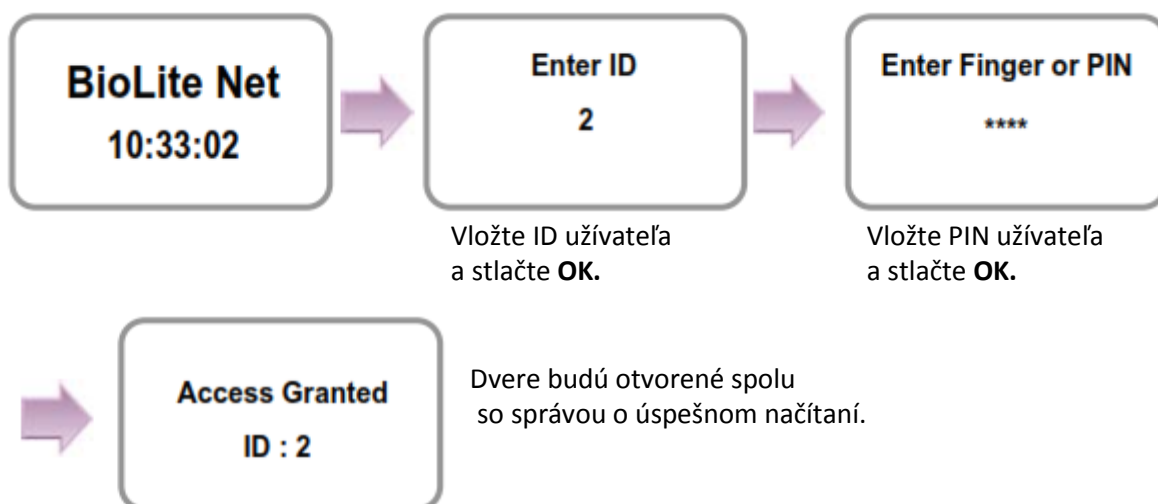 BioLite Net
10:33:02
Enter ID
2
Enter Finger or PIN
****
Vložte ID užívateľa
a stlačte OK.
Vložte PIN užívateľa
a stlačte OK.
Access Granted
ID : 2
Dvere budú otvorené spolu
so správou o úspešnom načítaní.